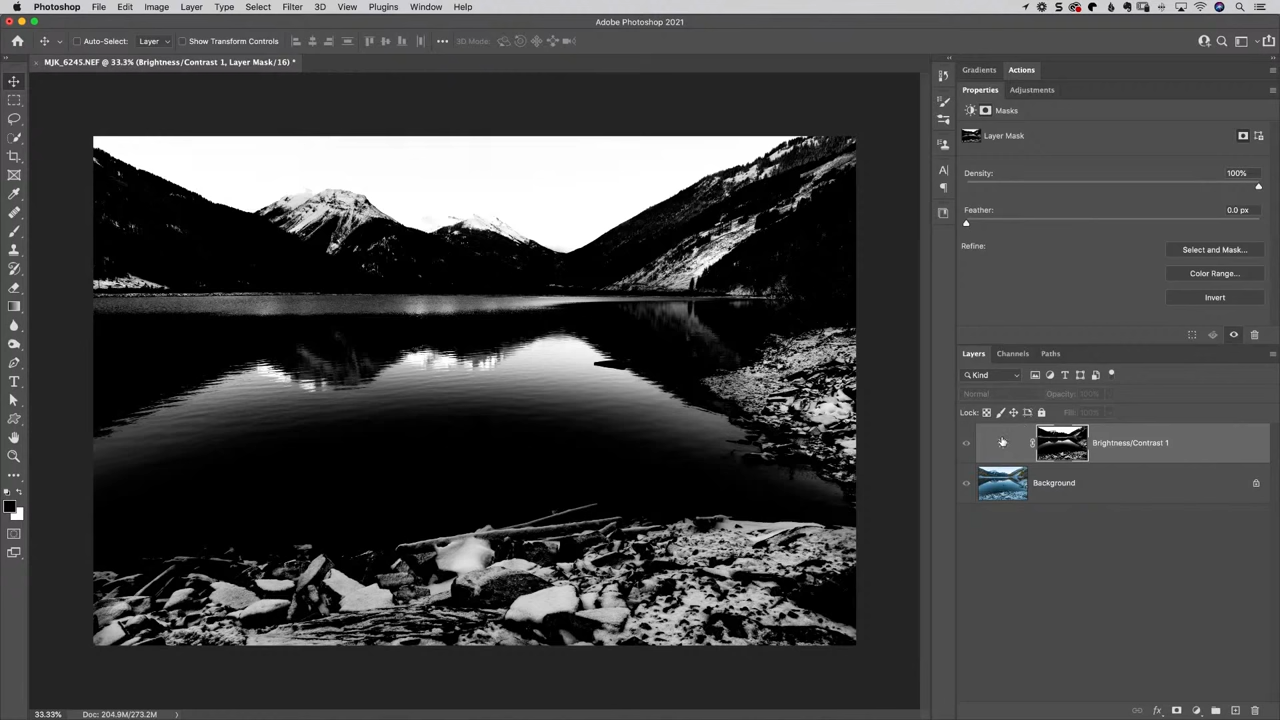 Photoshop File Edit Image Layer Type Select Filter 3D View Plugins Window Help
Adobe Photoshop 2021
Auto-Select: Layer Show Transform Controls 3D Mode:
MJK_6245.NEF @ 33.3% (Brightness/Contrast 1, Layer Mask/16) *
Gradients Actions
Properties Adjustments
Masks
Layer Mask
Density: 100%
Feather: 0.0 px
Refine: Select and Mask...
Color Range...
Invert
Layers Channels Paths
Kind
Normal Opacity: 100%
Lock: Fill: 100%
Brightness/Contrast 1
Background
33.33% Doc: 204.9M/273.2M